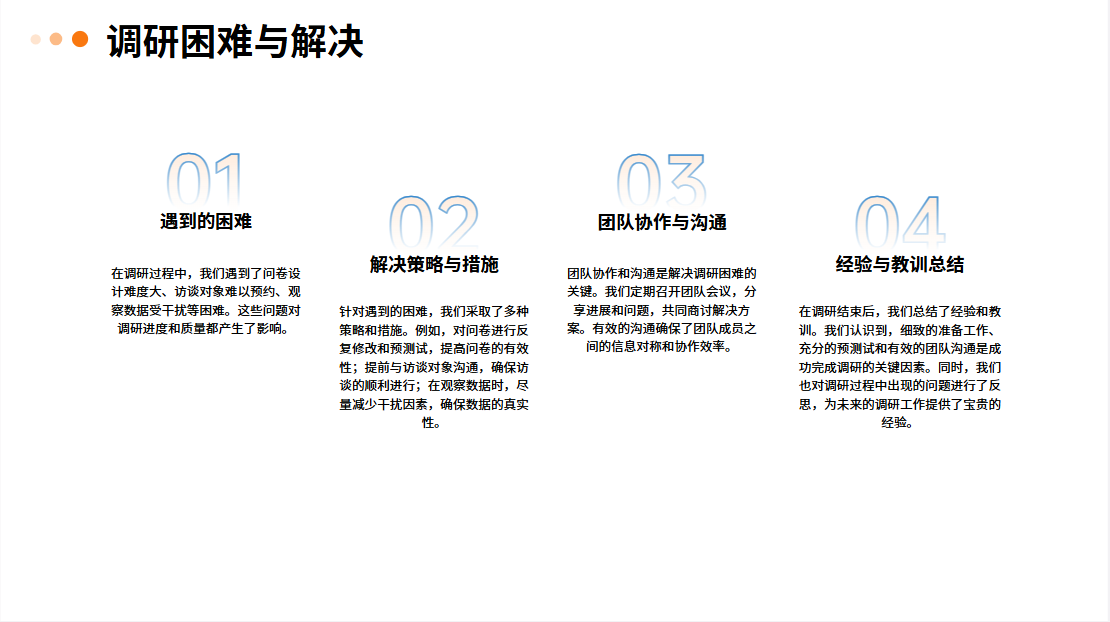 调研困难与解决
01
遇到的困难
在调研过程中，我们遇到了问卷设
计难度大、访谈对象难以预约、观
察数据受干扰等困难。这些问题对
调研进度和质量都产生了影响。
02
解决策略与措施
针对遇到的困难，我们采取了多种
策略和措施。例如，对问卷进行反
复修改和预测试，提高问卷的有效
性；提前与访谈对象沟通，确保访
谈的顺利进行；在观察数据时，尽
量减少干扰因素，确保数据的真实
性。
03
团队协作与沟通
团队协作和沟通是解决调研困难的
关键。我们定期召开团队会议，分
享进展和问题，共同商讨解决方
案。有效的沟通确保了团队成员之
间的信息对称和协作效率。
04
经验与教训总结
在调研结束后，我们总结了经验和教
训。我们认识到，细致的准备工作、
充分的预测试和有效的团队沟通是成
功完成调研的关键因素。同时，我们
也对调研过程中出现的问题进行了反
思，为未来的调研工作提供了宝贵的
经验。